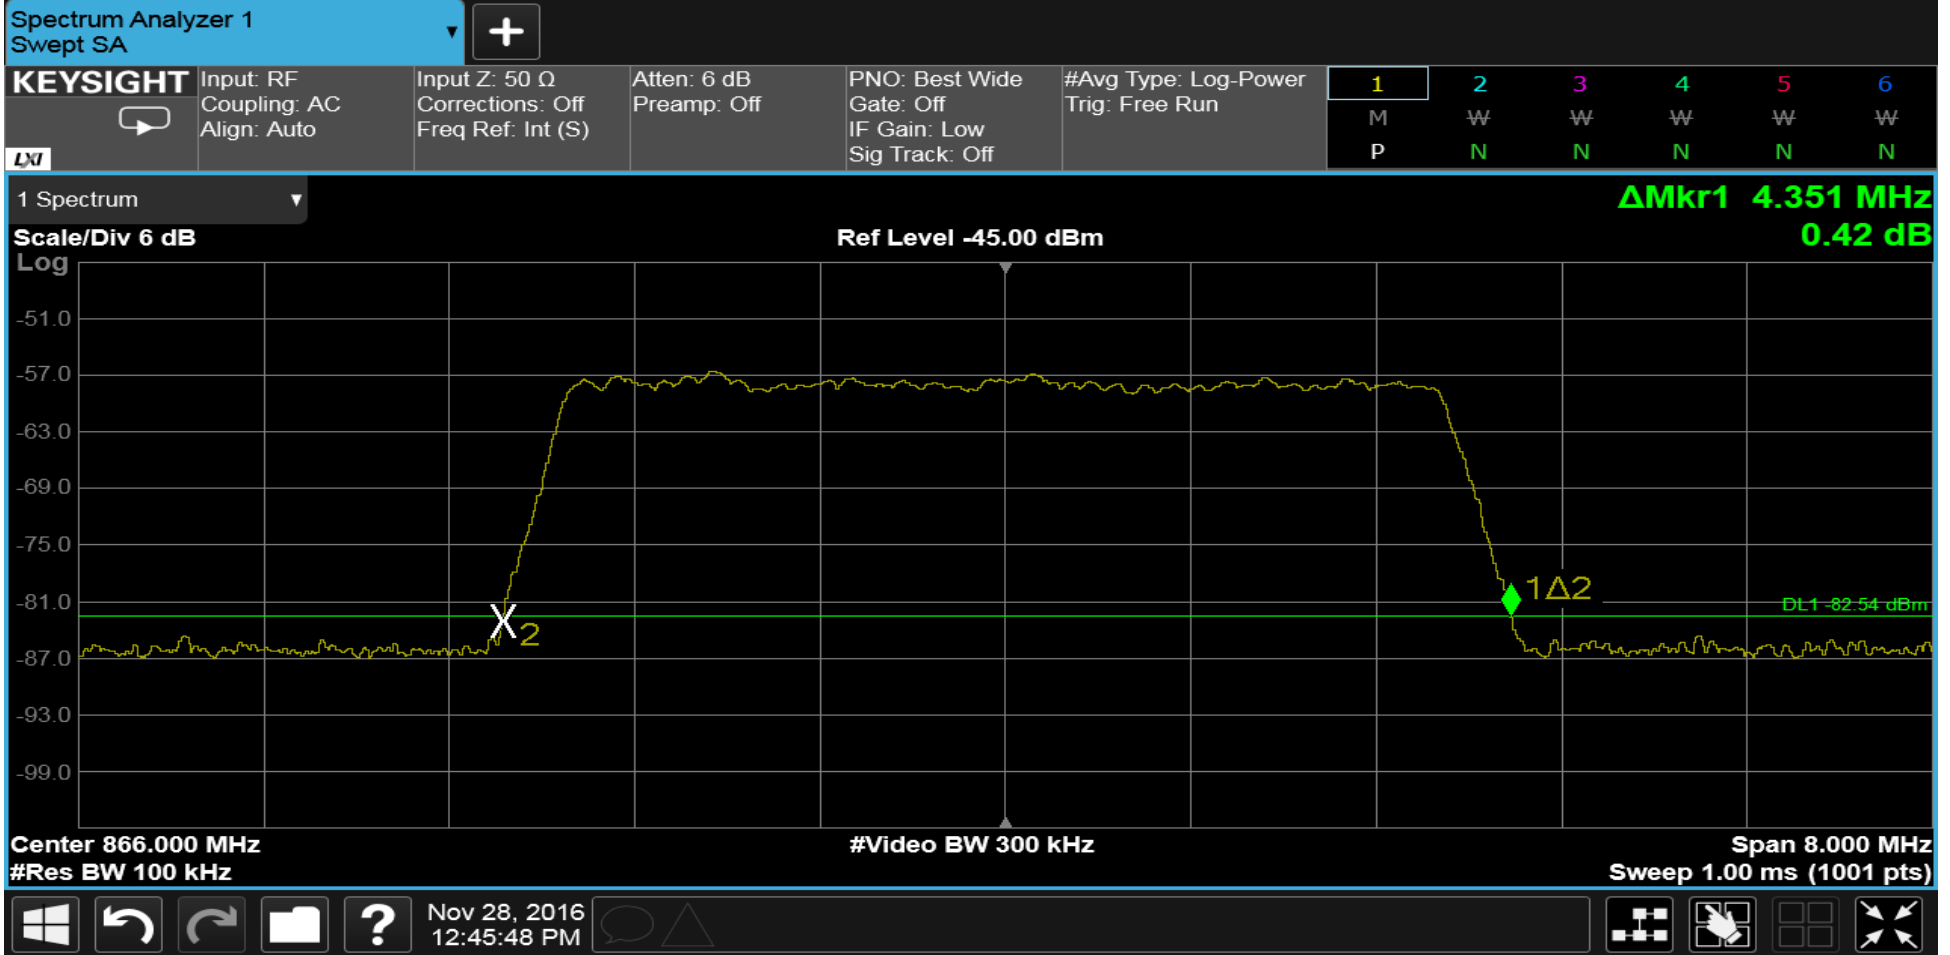 Spectrum Analyzer 1
Swept SA
KEYSIGHT
LXI
Input: RF
Coupling: AC
Align: Auto
Input Z: 50 Ω
Corrections: Off
Freq Ref: Int (S)
Atten: 6 dB
Preamp: Off
PNO: Best Wide
Gate: Off
IF Gain: Low
Sig Track: Off
#Avg Type: Log-Power
Trig: Free Run
1 2 3 4 5 6
M W W W W W
P N N N N N
1 Spectrum
ΔMkr1 4.351 MHz
0.42 dB
Scale/Div 6 dB
Ref Level -45.00 dBm
Log
-51.0
-57.0
-63.0
-69.0
-75.0
-81.0
-87.0
-93.0
-99.0
X2
1Δ2
DL1 -82.54 dBm
Center 866.000 MHz
#Video BW 300 kHz
Span 8.000 MHz
#Res BW 100 kHz
Sweep 1.00 ms (1001 pts)
?
Nov 28, 2016
12:45:48 PM